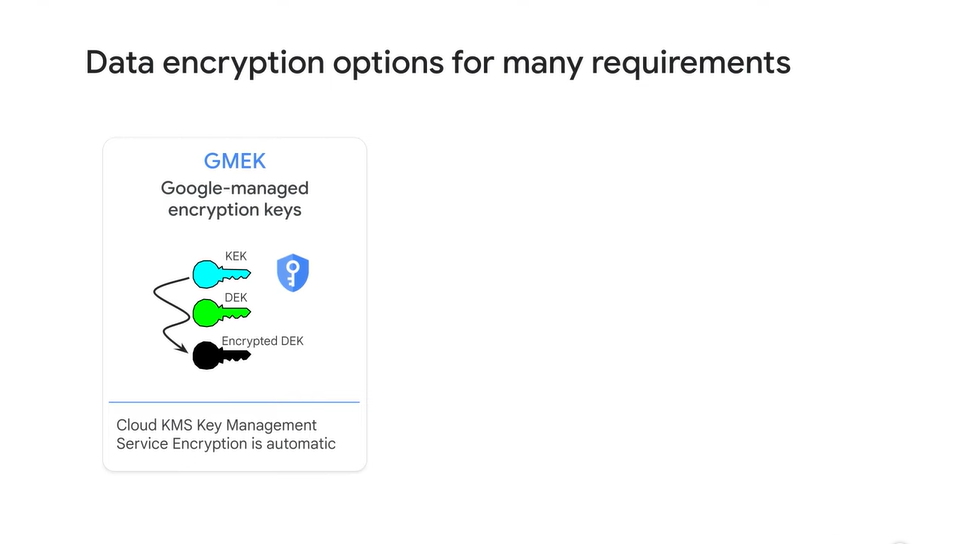 Data encryption options for many requirements
GMEK
Google-managed
encryption keys
KEK
DEK
Encrypted DEK
Cloud KMS Key Management
Service Encryption is automatic